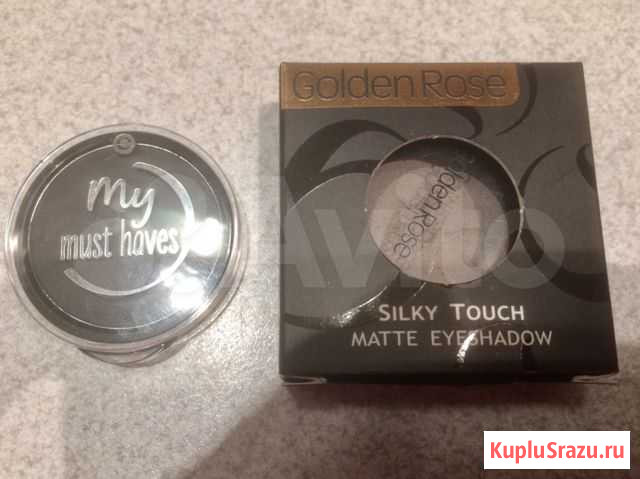 My
must haves
Golden Rose
Golden Rose
SILKY TOUCH
MATTE EYESHADOW
Avito
KupluSrazu.ru